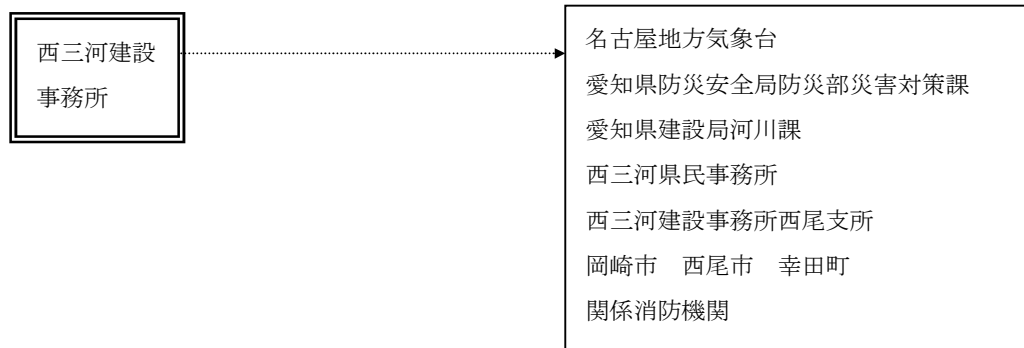 西三河建設
事務所
名古屋地方気象台
愛知県防災安全局防災部災害対策課
愛知県建設局河川課
西三河県民事務所
西三河建設事務所西尾支所
岡崎市　西尾市　幸田町
関係消防機関